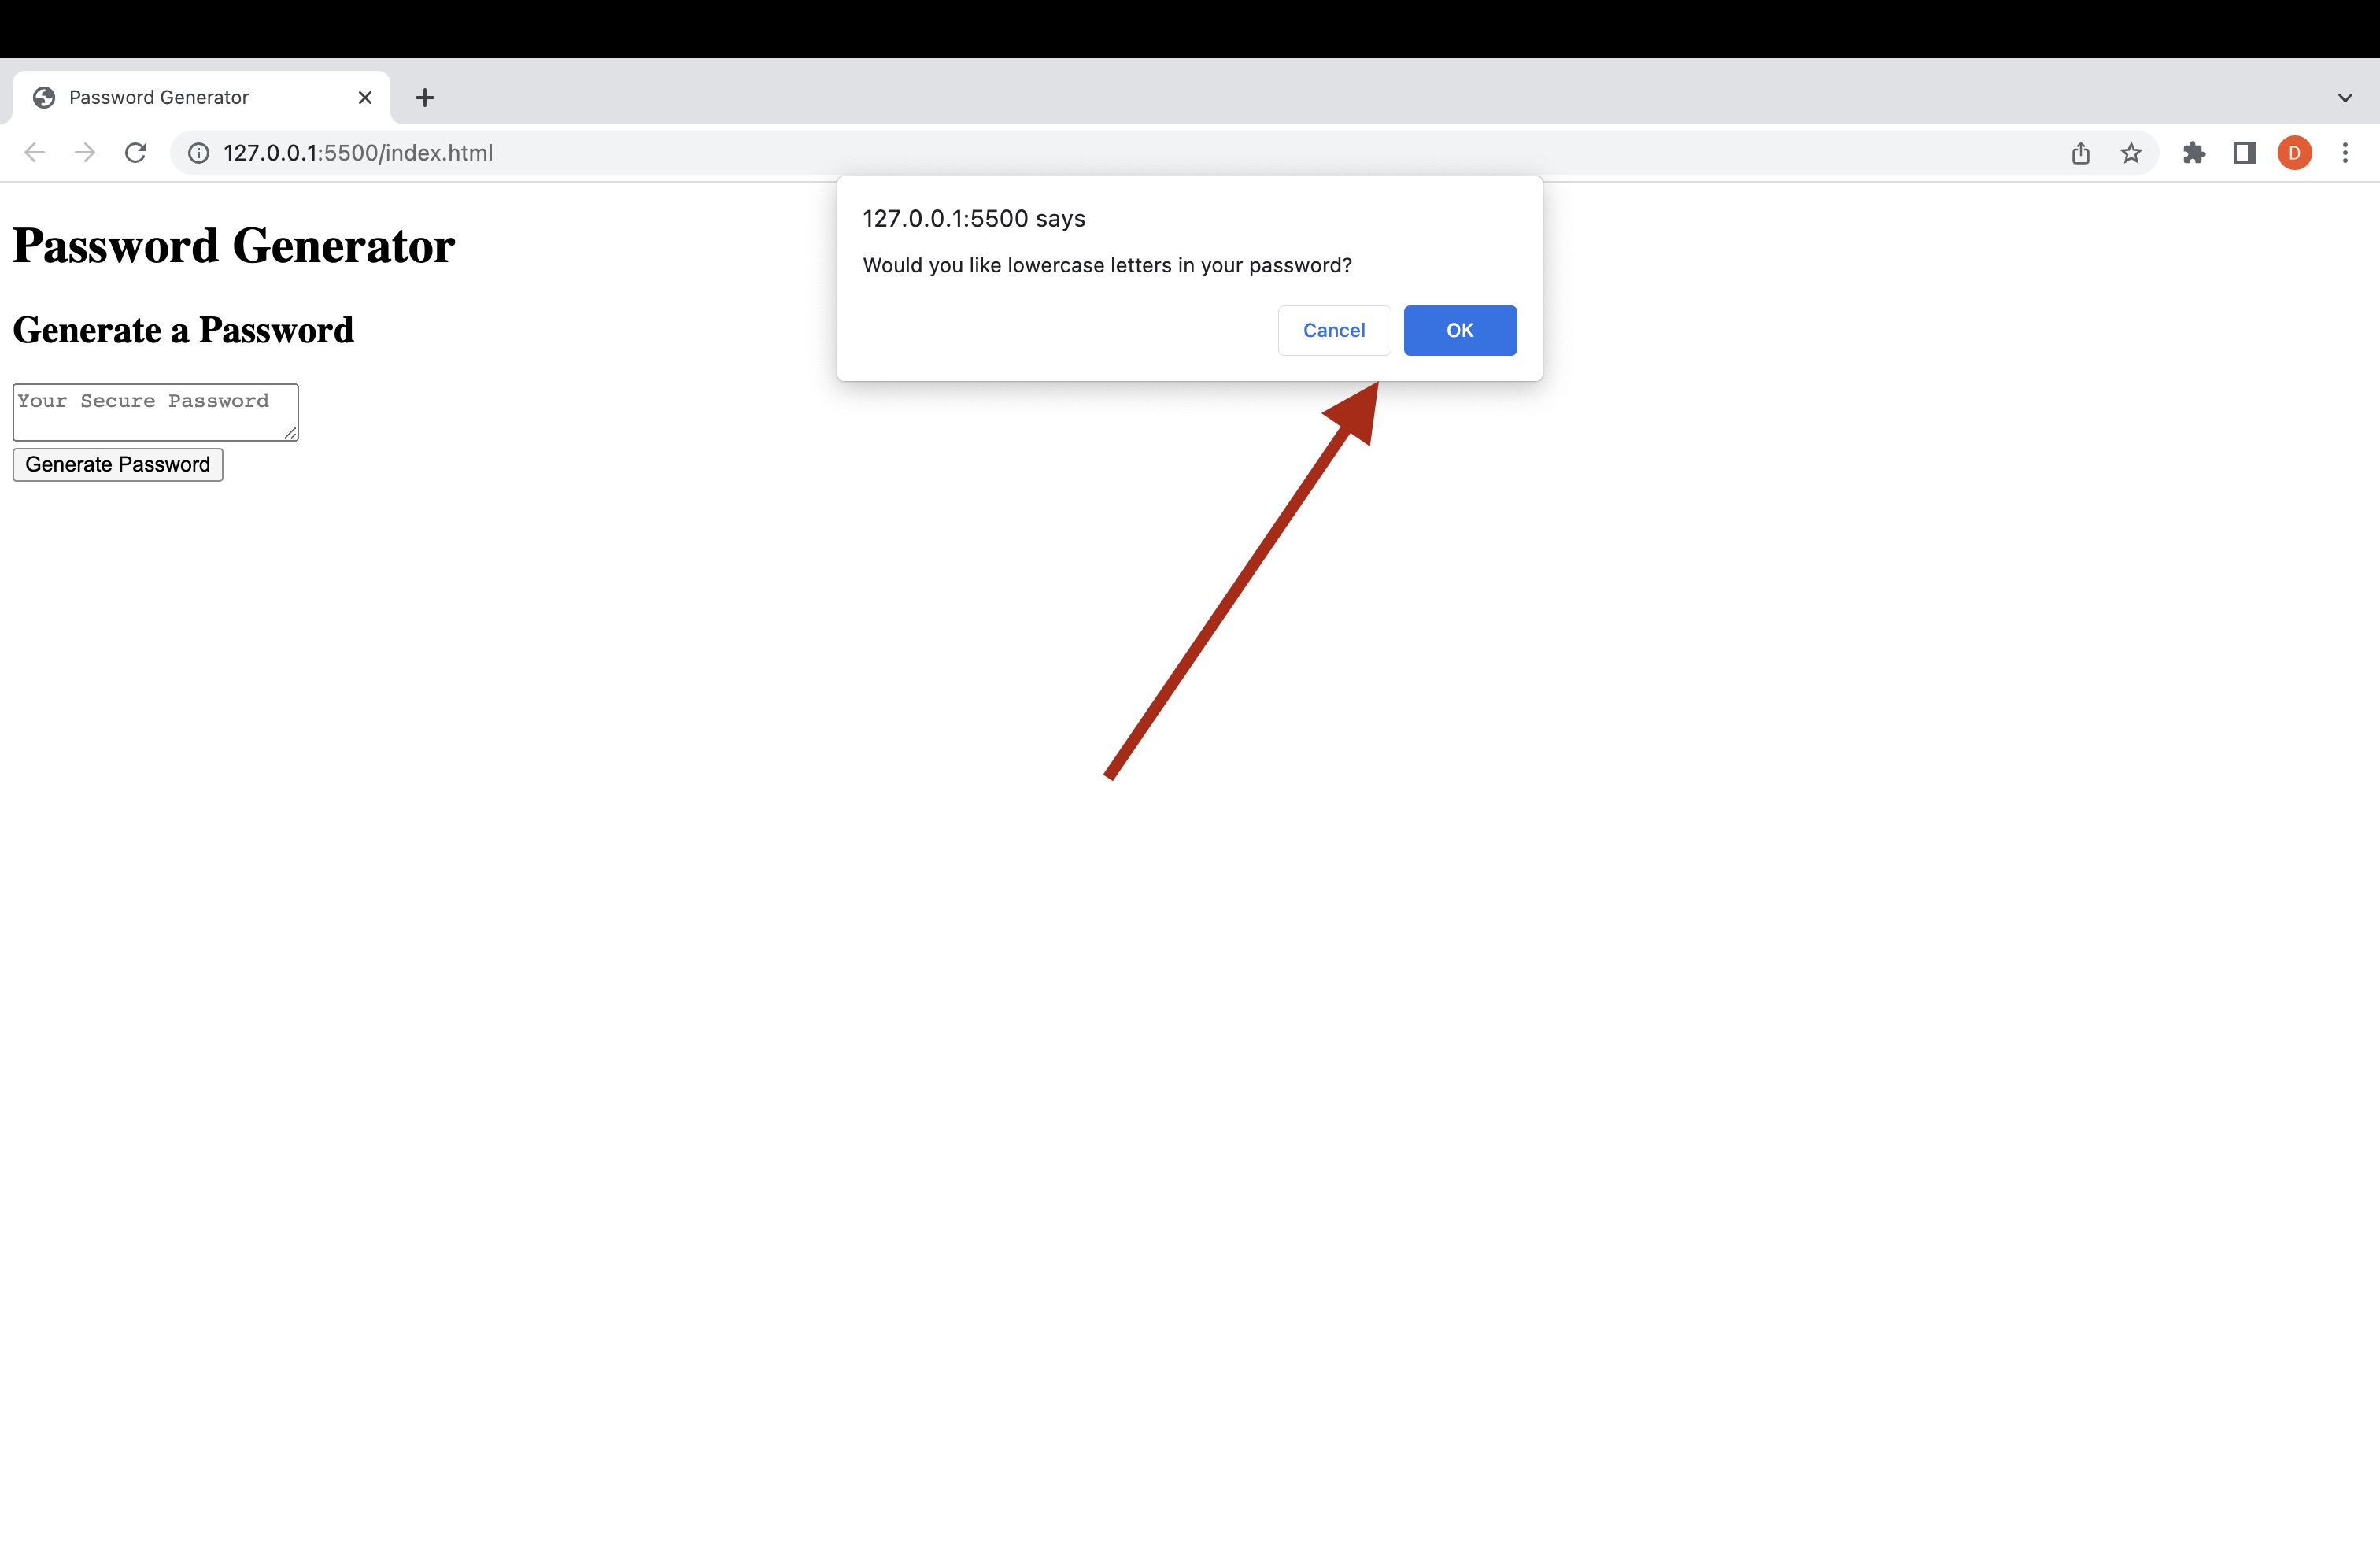 Password Generator
127.0.0.1:5500/index.html
D
127.0.0.1:5500 says
Would you like lowercase letters in your password?
Cancel OK
Password Generator
Generate a Password
Your Secure Password
Generate Password